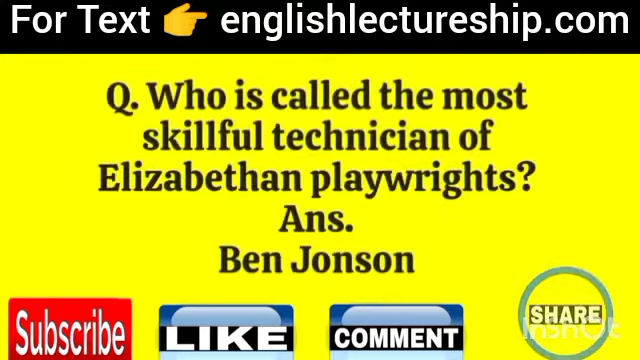 For Text 👉 englishlectureship.com
Q. Who is called the most
skillful technician of
Elizabethan playwrights?
Ans.
Ben Jonson
Subscribe
LIKE
COMMENT
SHARE
InShOt